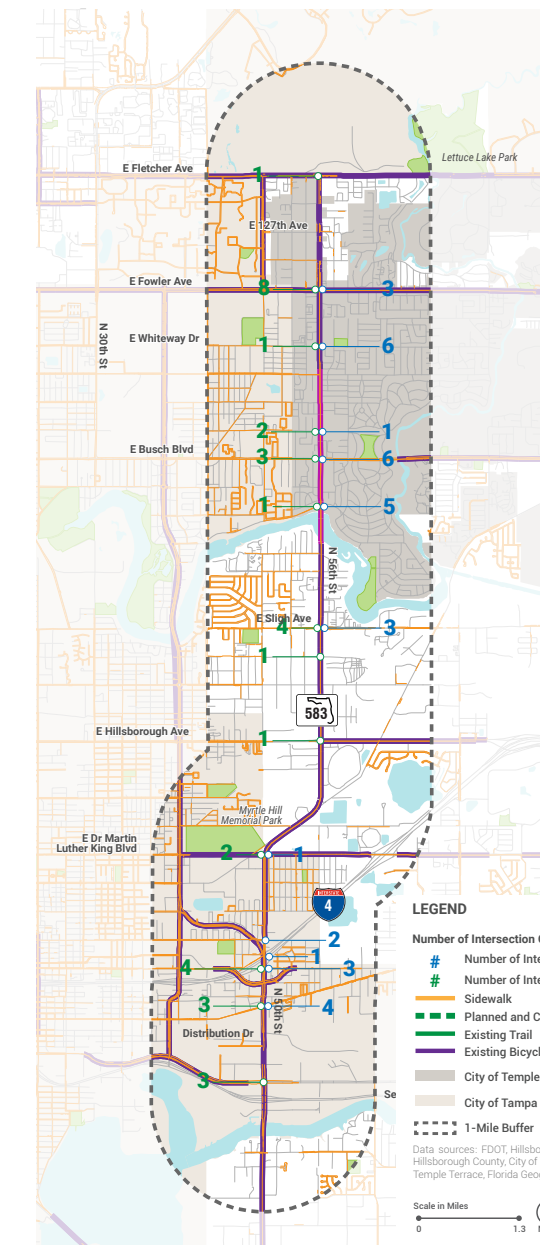 Lettuce Lake Park
E Fletcher Ave
1
E 127th Ave
E Fowler Ave
8
3
N 30th St
E Whiteway Dr
1
6
2
1
E Busch Blvd
3
6
1
5
N 56th St
E Sligh Ave
4
3
1
583
E Hillsborough Ave
1
Myrtle Hill
Memorial Park
E Dr Martin
Luther King Blvd
2
1
INTERSTATE
4
2
1
4
3
N 50th St
3
4
Distribution Dr
3
Se
LEGEND
Number of Intersection C
# Number of Inte
# Number of Inte
Sidewalk
Planned and C
Existing Trail
Existing Bicycl
City of Temple
City of Tampa
1-Mile Buffer
Data sources: FDOT, Hillsbo
Hillsborough County, City of
Temple Terrace, Florida Geog
Scale in Miles
0 1.3